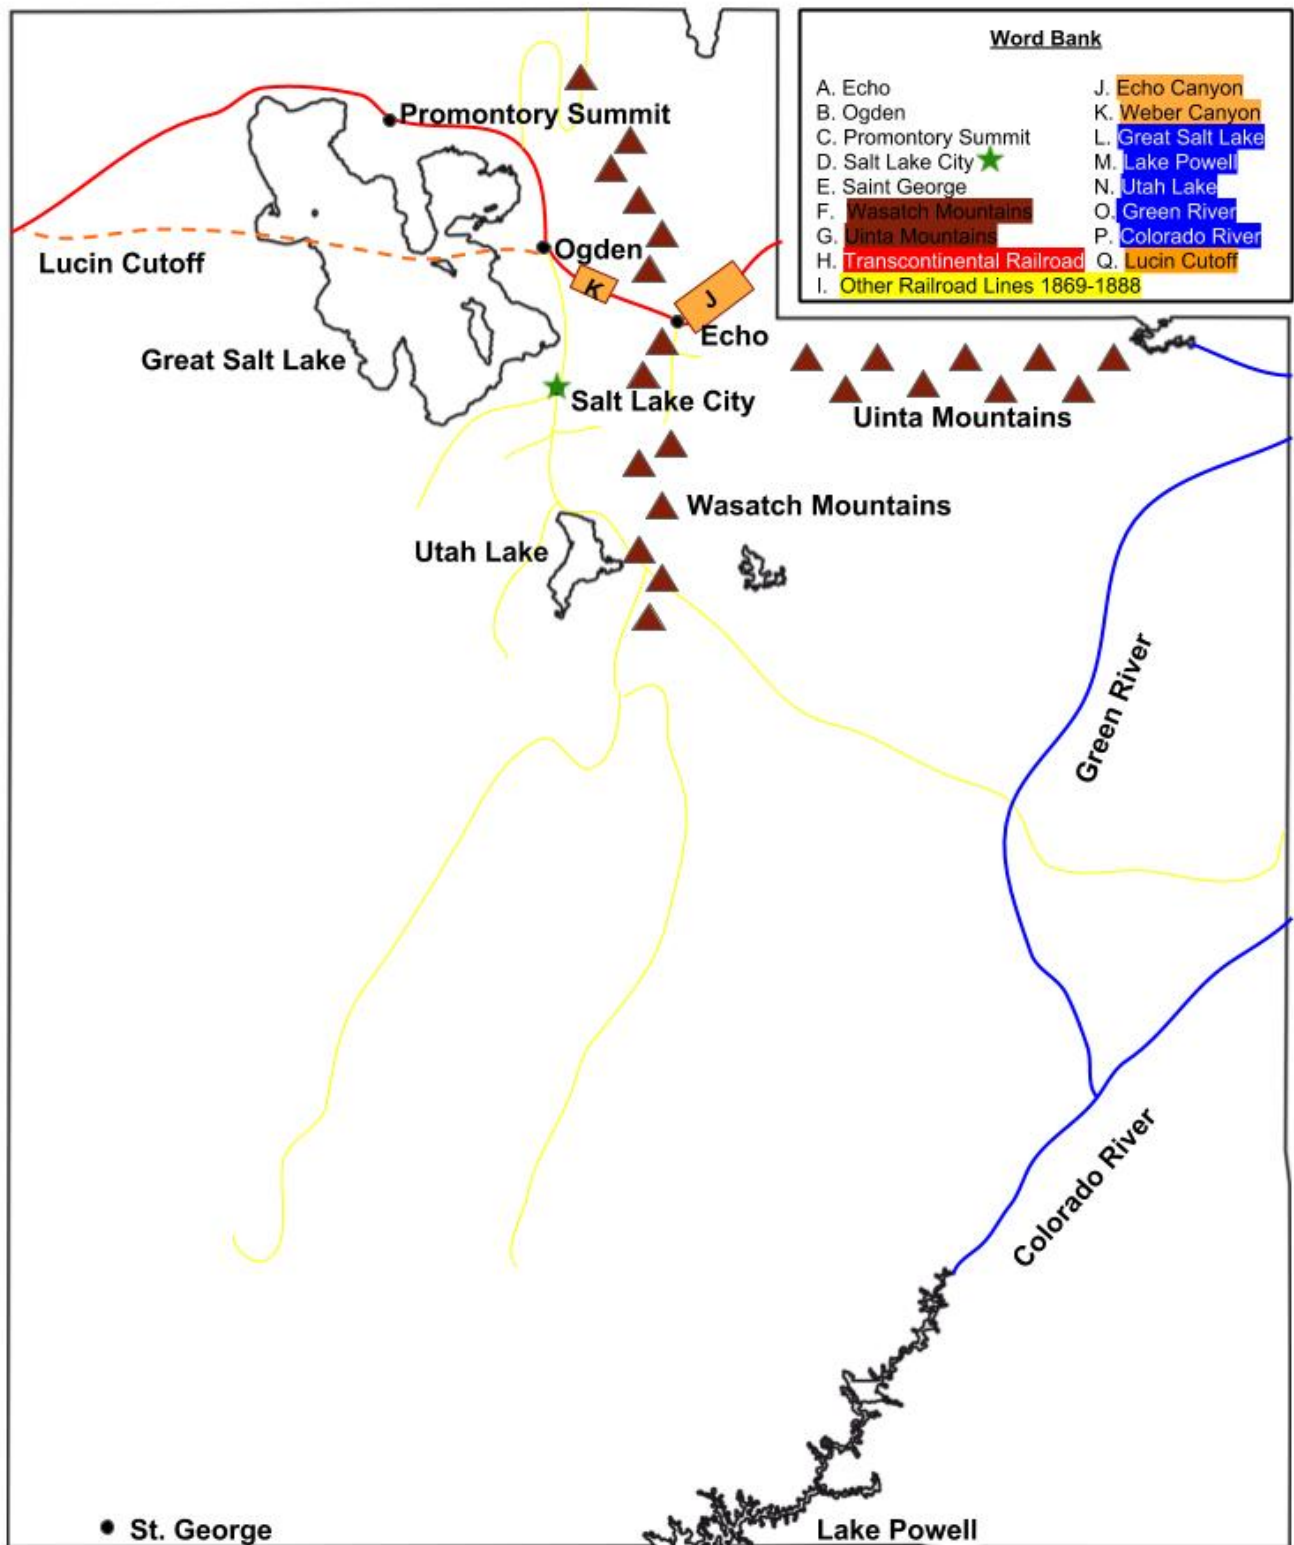 Word Bank
A. Echo
B. Ogden
C. Promontory Summit
D. Salt Lake City
E. Saint George
F. Wasatch Mountains
G. Uinta Mountains
H. Transcontinental Railroad
I. Other Railroad Lines 1869-1888
J. Echo Canyon
K. Weber Canyon
L. Great Salt Lake
M. Lake Powell
N. Utah Lake
O. Green River
P. Colorado River
Q. Lucin Cutoff
Promontory Summit
Ogden
Lucin Cutoff
K
J
Echo
Great Salt Lake
Salt Lake City
Uinta Mountains
Wasatch Mountains
Utah Lake
Green River
Colorado River
St. George
Lake Powell